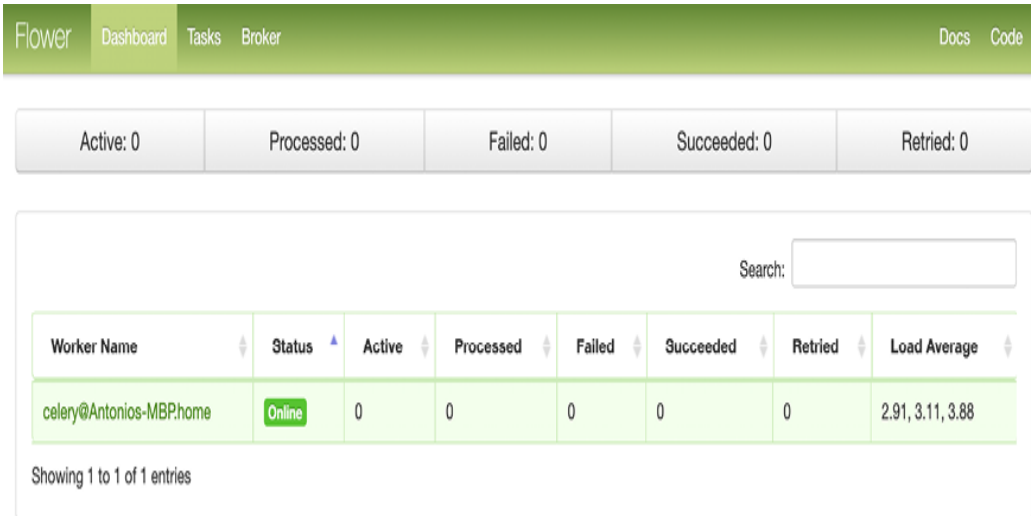 Flower Dashboard Tasks Broker Docs Code
Active: 0 Processed: 0 Failed: 0 Succeeded: 0 Retried: 0
Search:
Worker Name Status Active Processed Failed Succeeded Retried Load Average
celery@Antonios-MBP.home Online 0 0 0 0 0 2.91, 3.11, 3.88
Showing 1 to 1 of 1 entries